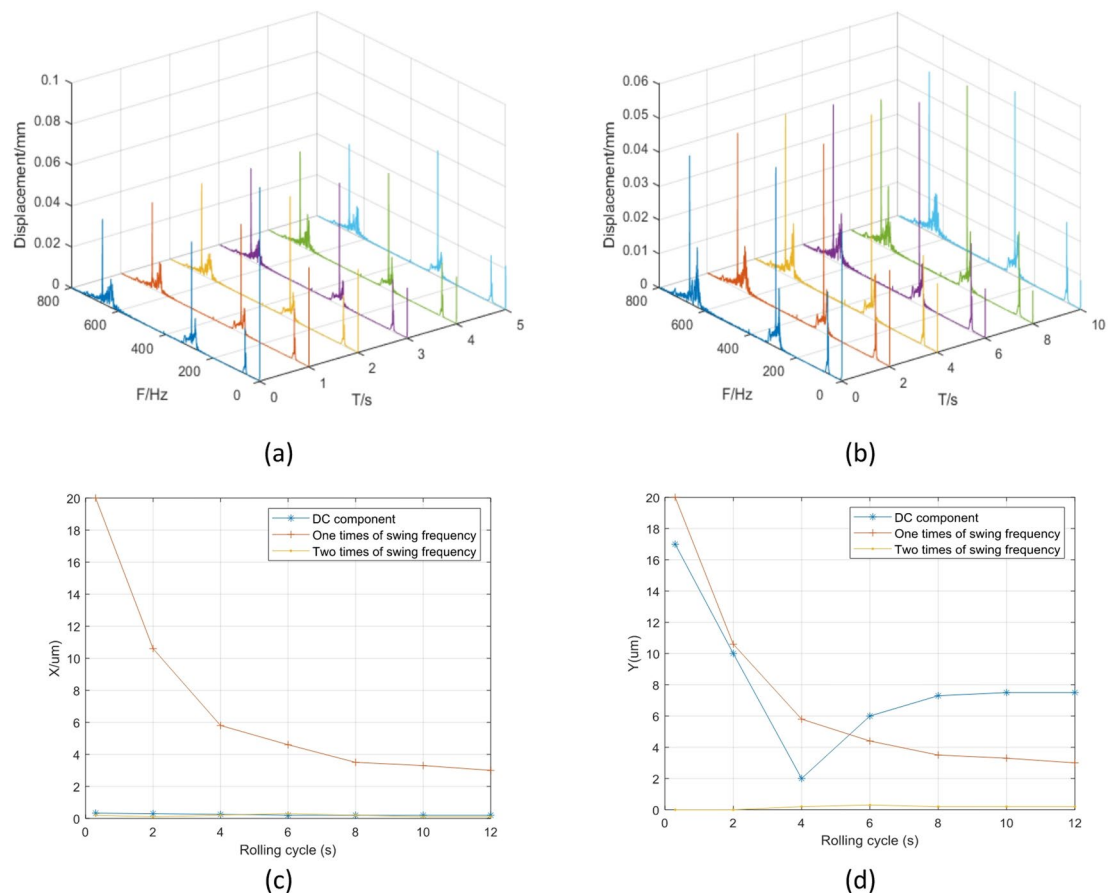 0.1
0.08
0.06
0.04
0.02
0
Displacement/mm
800
600
400
200
0
F/Hz
0
1
2
3
4
5
T/s
(a)
0.06
0.05
0.04
0.03
0.02
0.01
0
Displacement/mm
800
600
400
200
0
F/Hz
0
2
4
6
8
10
T/s
(b)
20
18
16
14
12
10
8
6
4
2
0
X/um)
DC component
One times of swing frequency
Two times of swing frequency
0 2 4 6 8 10 12
Rolling cycle (s)
(c)
20
18
16
14
12
10
8
6
4
2
0
Y(um)
DC component
One times of swing frequency
Two times of swing frequency
0 2 4 6 8 10 12
Rolling cycle (s)
(d)